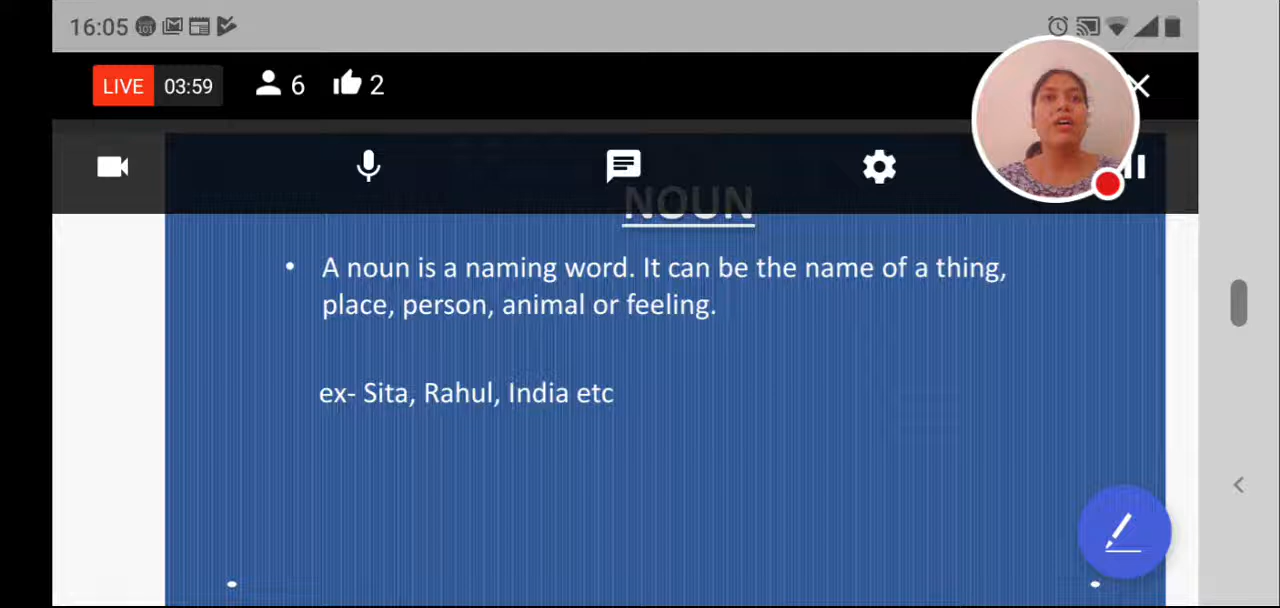 16:05
LIVE 03:59 6 2
NOUN
• A noun is a naming word. It can be the name of a thing,
place, person, animal or feeling.
ex- Sita, Rahul, India etc